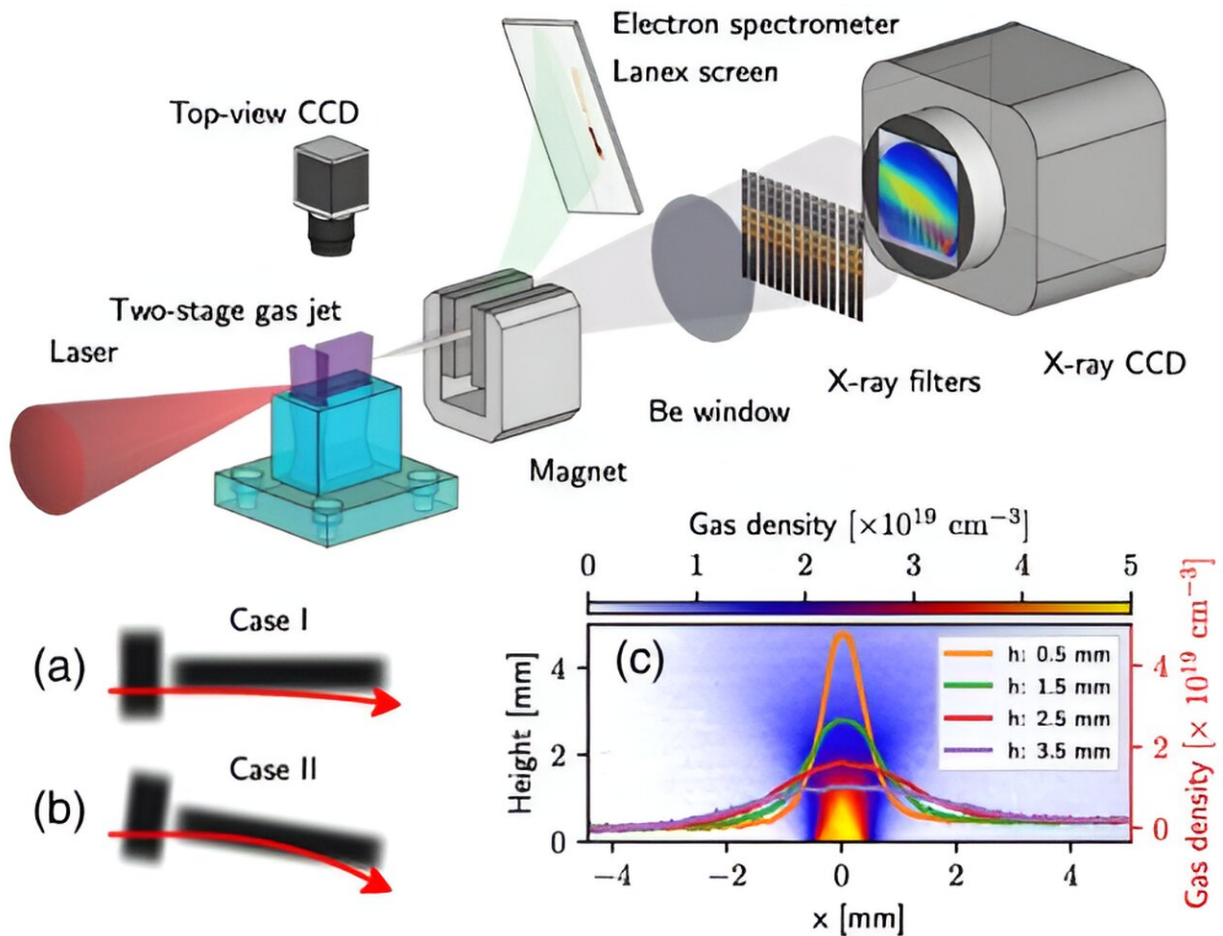 Electron spectrometer
Lanex screen
Top-view CCD
Two-stage gas jet
Laser
X-ray CCD
X-ray filters
Be window
Magnet
Gas density [×10¹⁹ cm⁻³]
0 1 2 3 4 5
Case I
(a)
Case II
(b)
(c)
h: 0.5 mm
h: 1.5 mm
h: 2.5 mm
h: 3.5 mm
Height [mm]
4
2
0
Gas density [× 10¹⁹ cm⁻³]
4
2
0
−4 −2 0 2 4
x [mm]